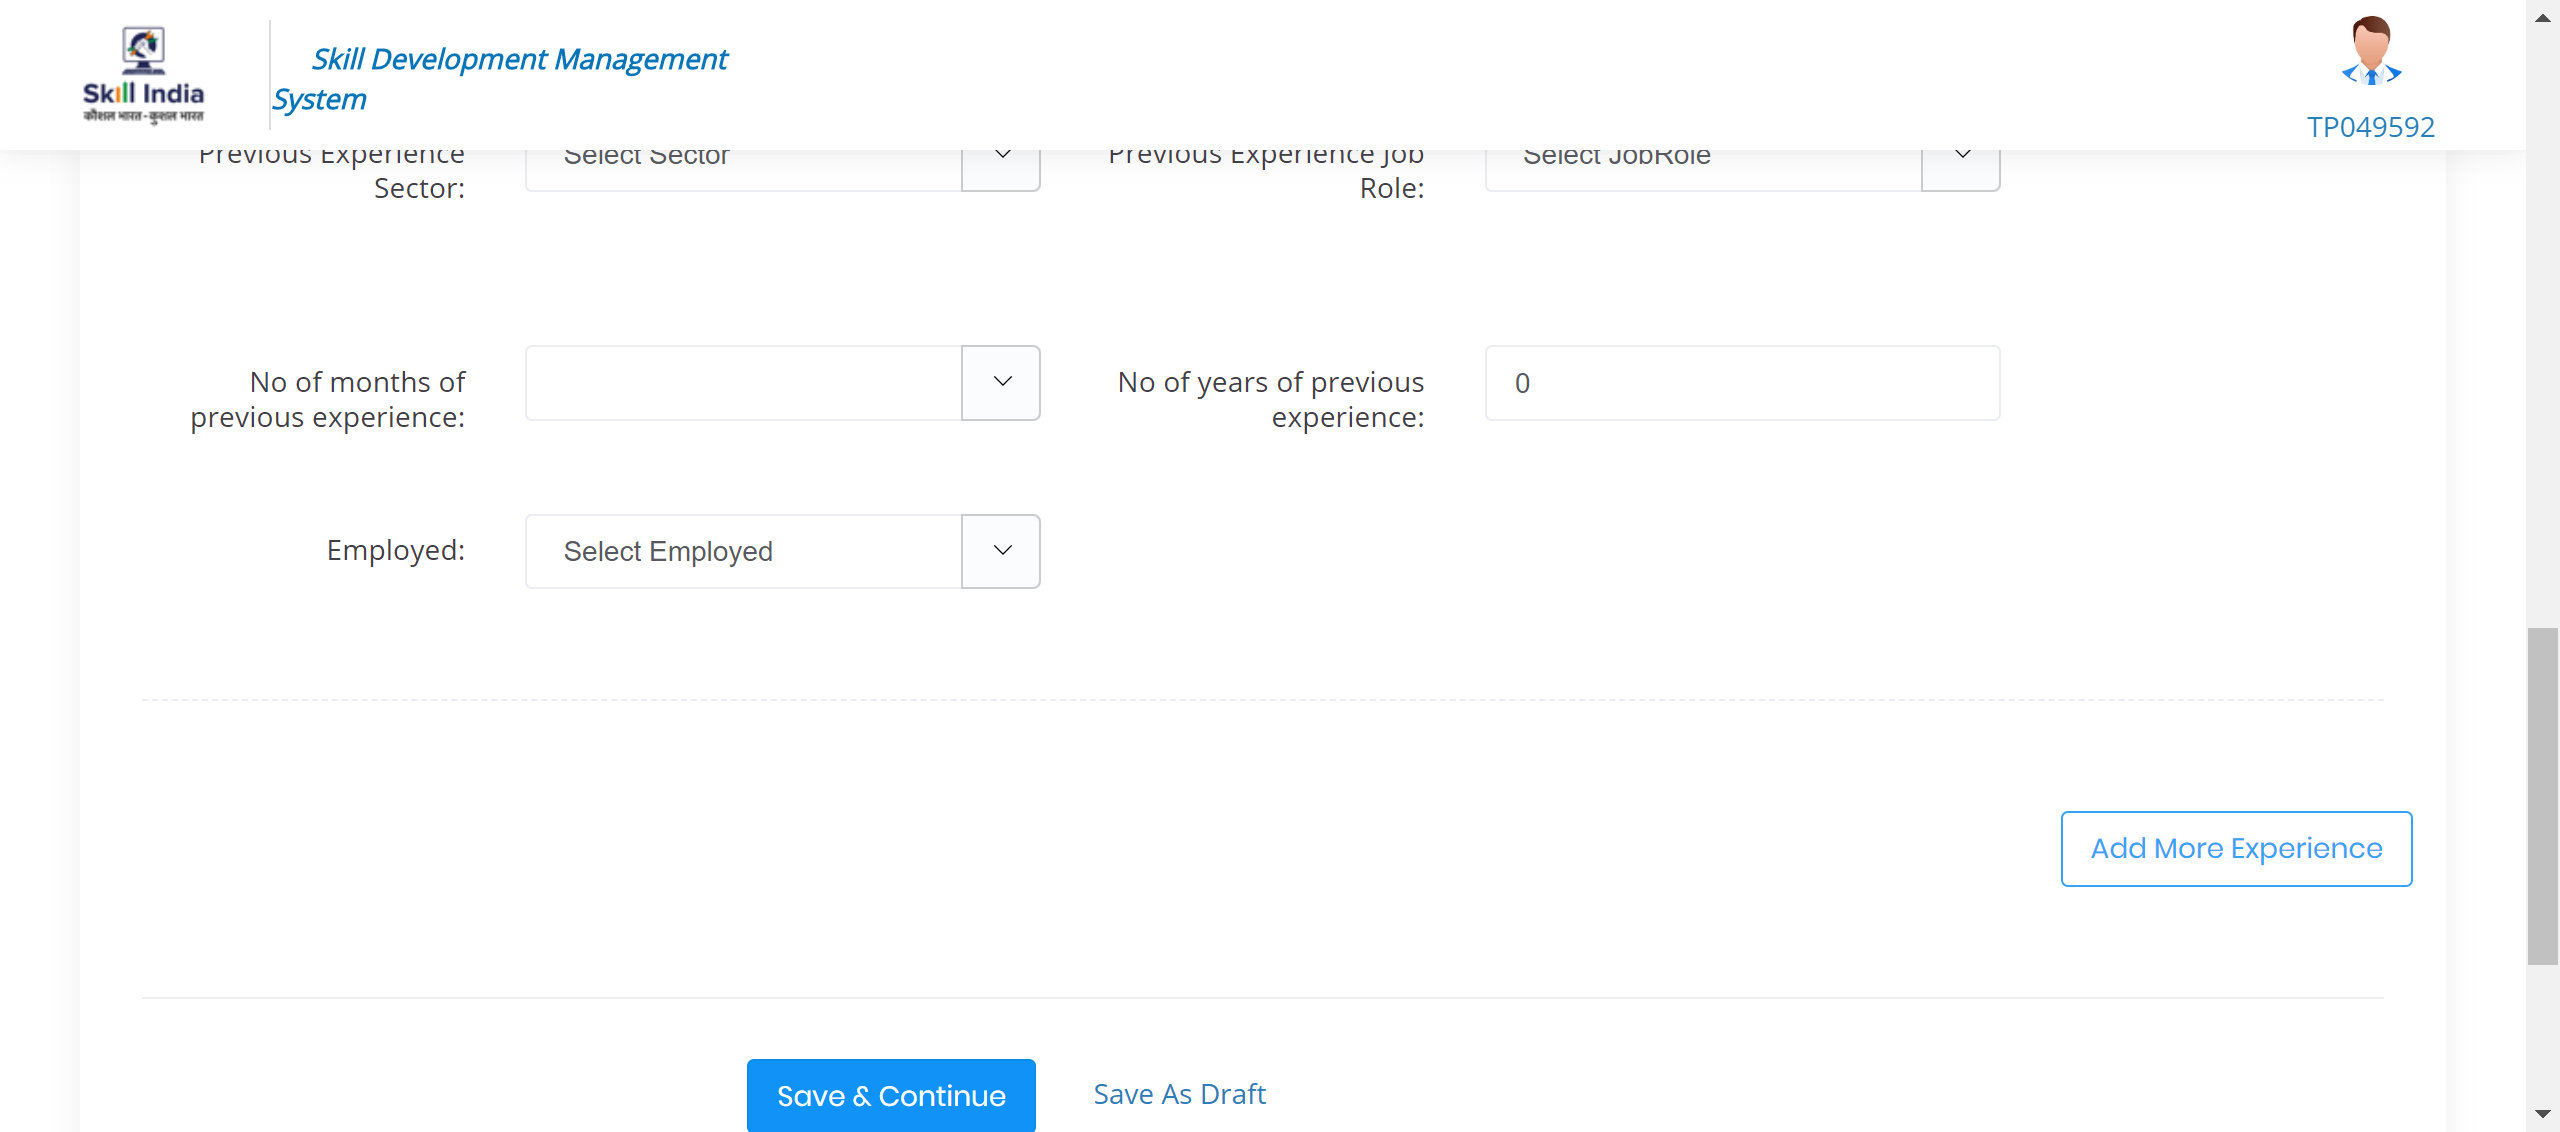 Skill India
कौशल भारत - कुशल भारत
Skill Development Management
System
TP049592
Previous Experience
Sector:
Select Sector
Previous Experience Job
Role:
Select JobRole
No of months of
previous experience:
No of years of previous
experience:
0
Employed:
Select Employed
Add More Experience
Save & Continue
Save As Draft